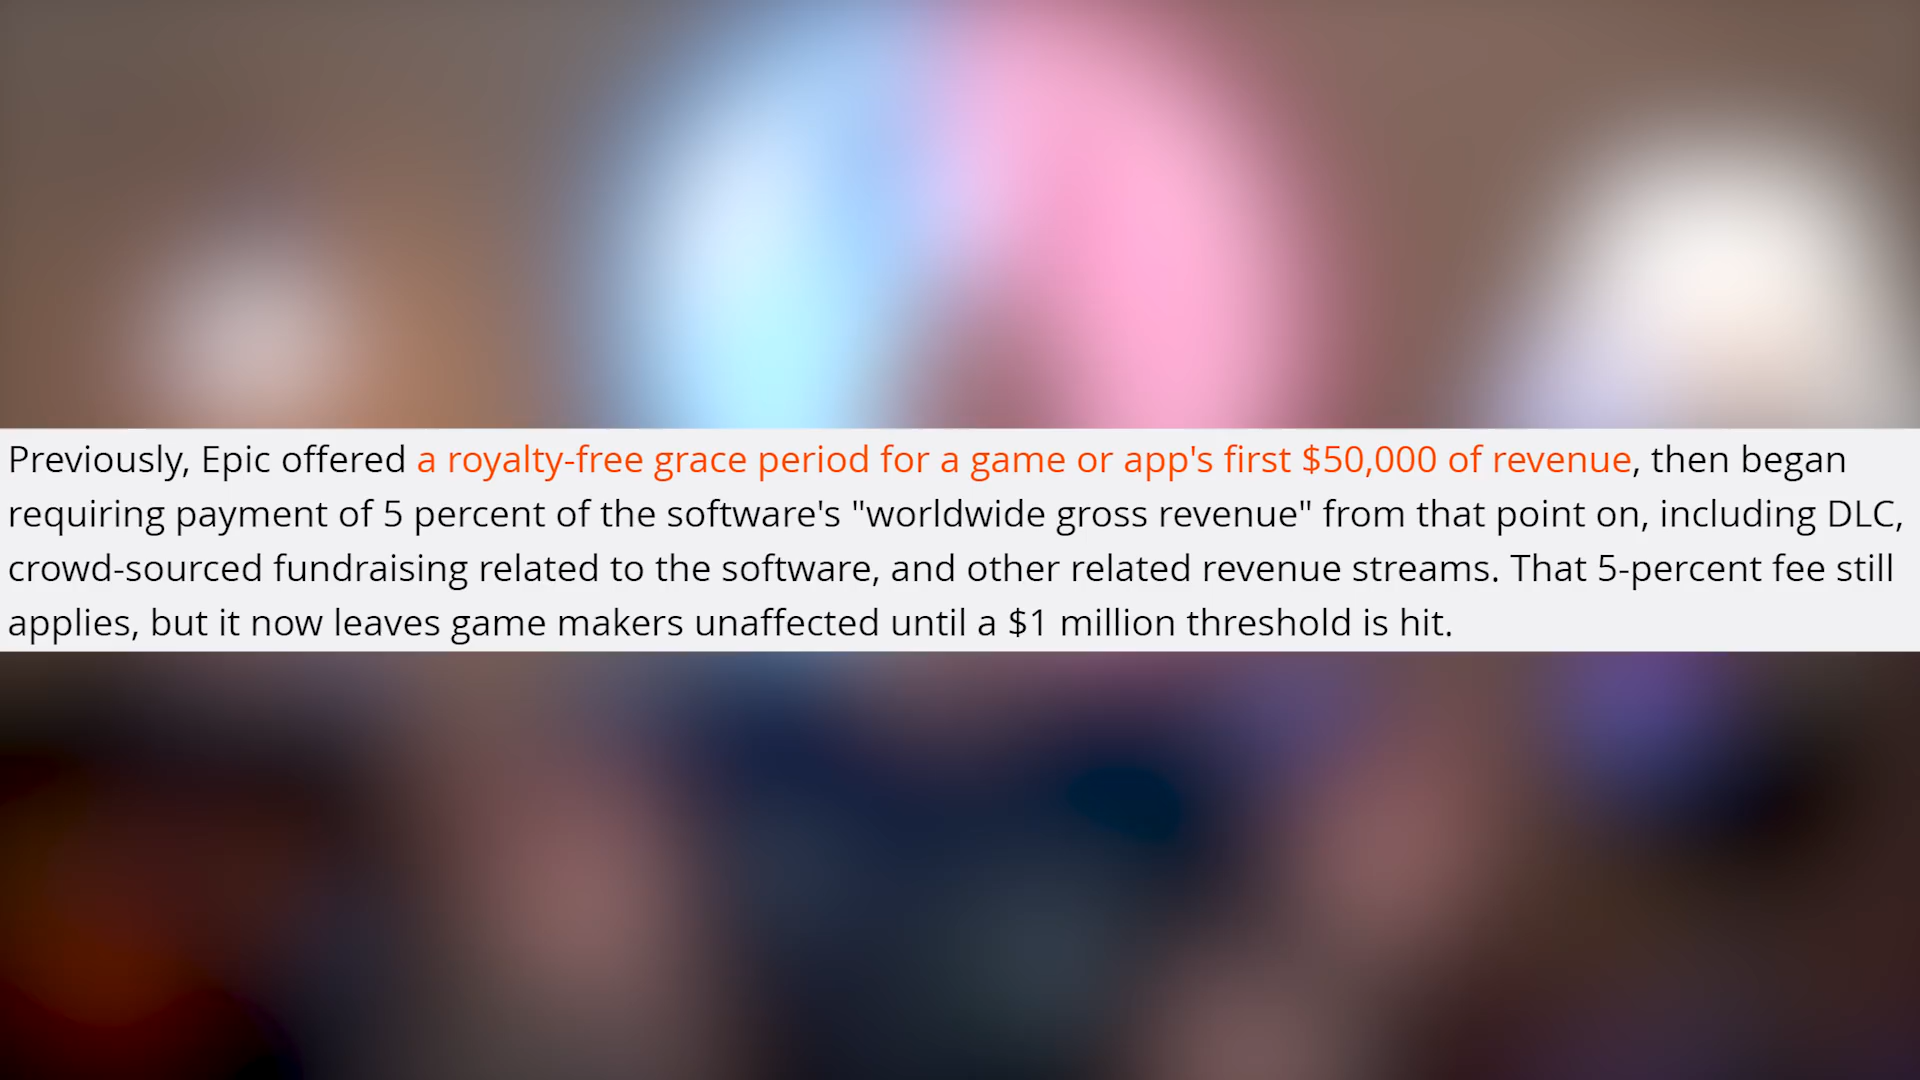 Previously, Epic offered a royalty-free grace period for a game or app's first $50,000 of revenue, then began
requiring payment of 5 percent of the software's "worldwide gross revenue" from that point on, including DLC,
crowd-sourced fundraising related to the software, and other related revenue streams. That 5-percent fee still
applies, but it now leaves game makers unaffected until a $1 million threshold is hit.